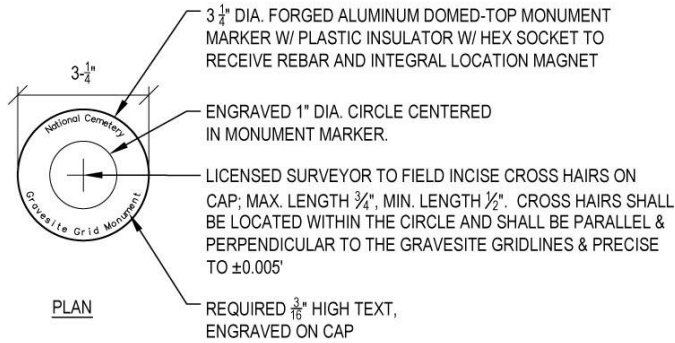 3 1/4" DIA. FORGED ALUMINUM DOMED-TOP MONUMENT
MARKER W/ PLASTIC INSULATOR W/ HEX SOCKET TO
RECEIVE REBAR AND INTEGRAL LOCATION MAGNET
3-1/4"
ENGRAVED 1" DIA. CIRCLE CENTERED
IN MONUMENT MARKER.
National Cemetery
Gravesite Grid Monument
LICENSED SURVEYOR TO FIELD INCISE CROSS HAIRS ON
CAP; MAX. LENGTH 3/4", MIN. LENGTH 1/2". CROSS HAIRS SHALL
BE LOCATED WITHIN THE CIRCLE AND SHALL BE PARALLEL &
PERPENDICULAR TO THE GRAVESITE GRIDLINES & PRECISE
TO ±0.005'
PLAN
REQUIRED 3/16" HIGH TEXT,
ENGRAVED ON CAP